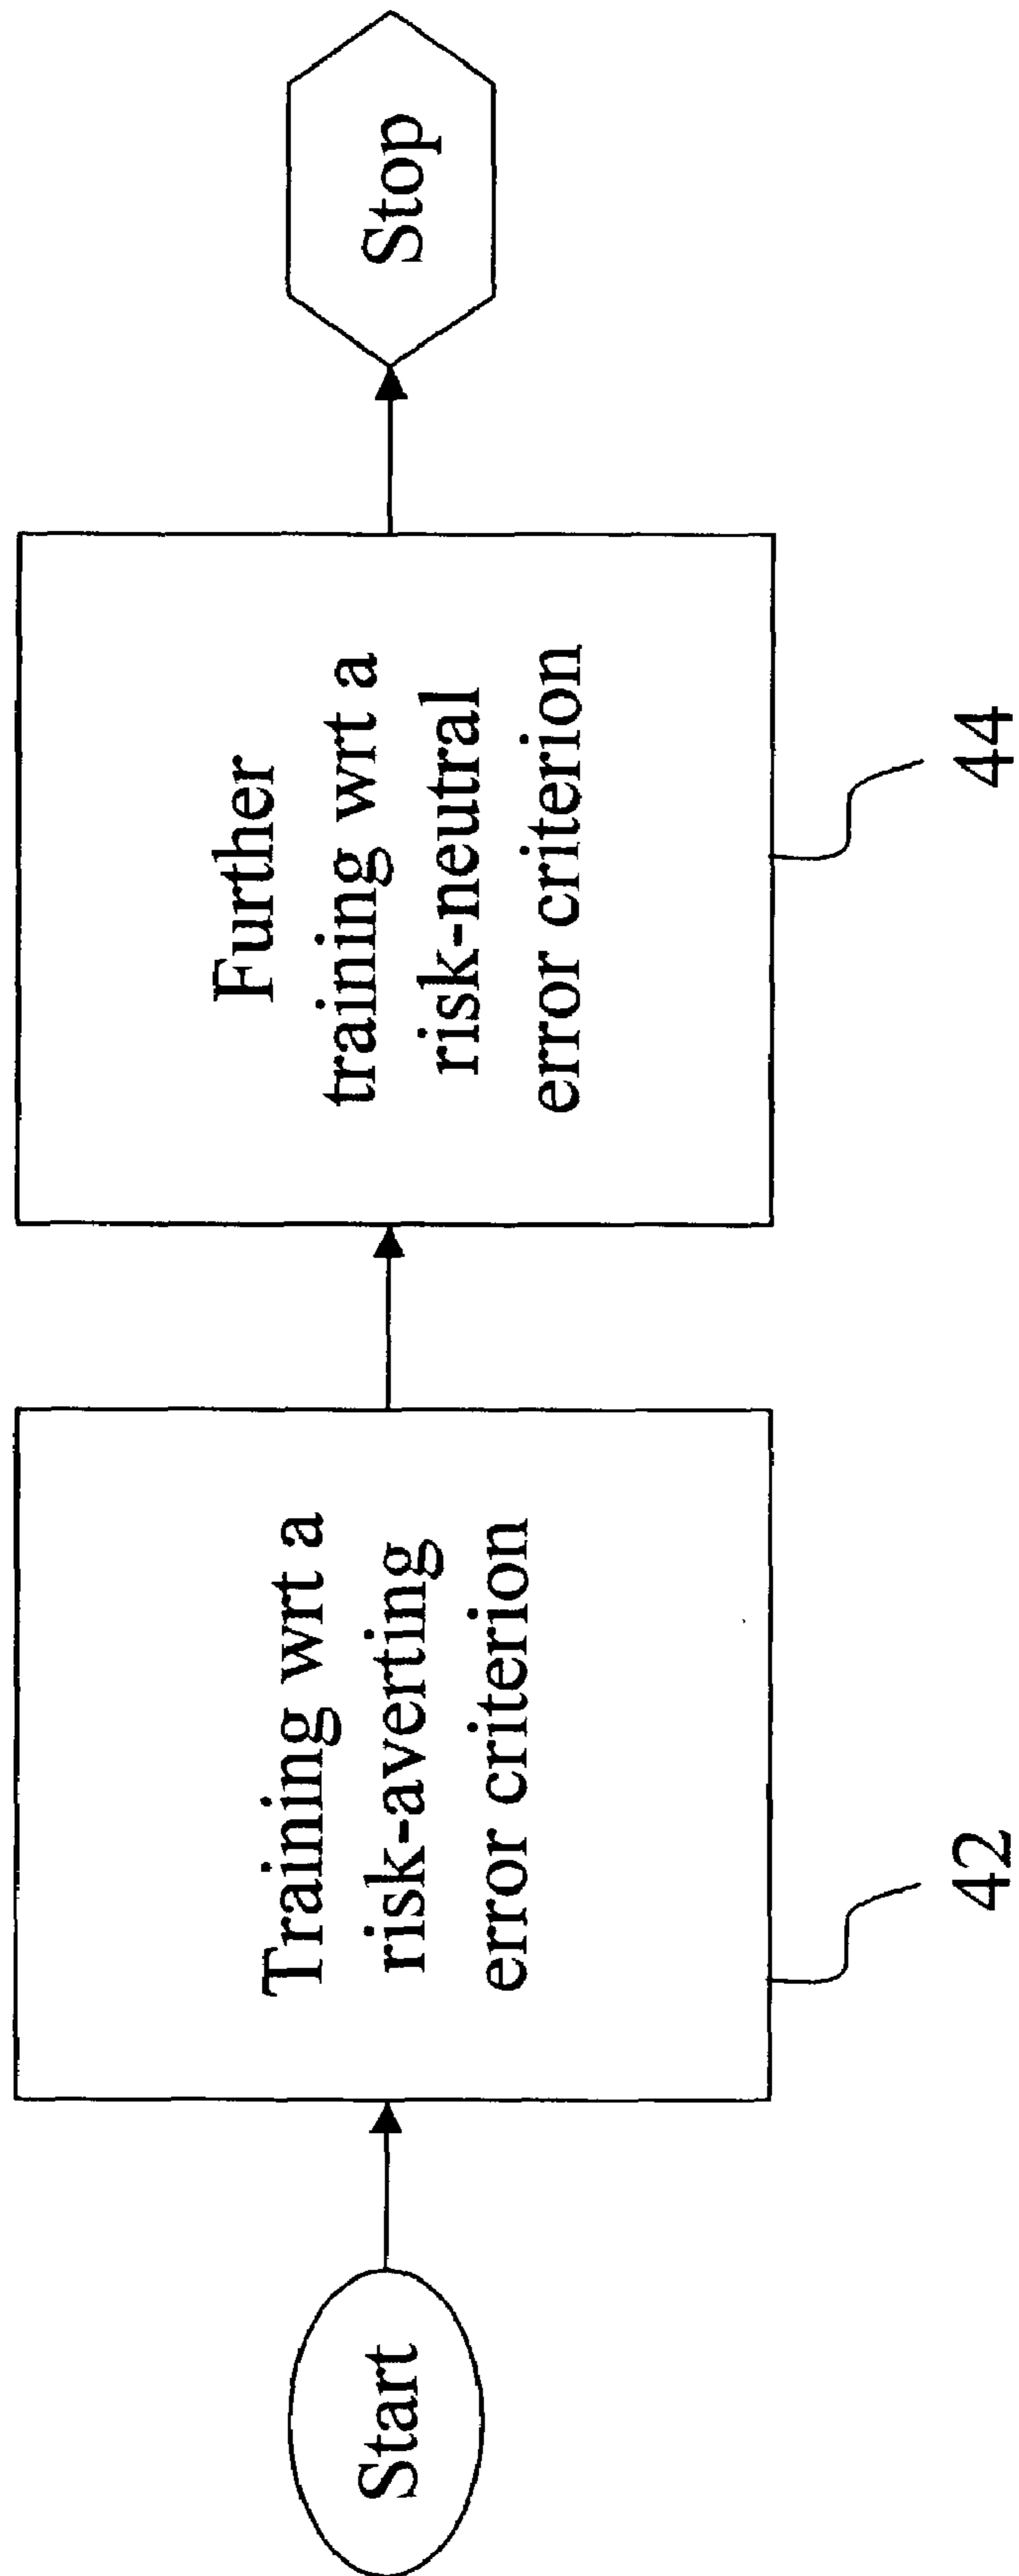 Start
Training wrt a
risk-averting
error criterion
42
Further
training wrt a
risk-neutral
error criterion
44
Stop